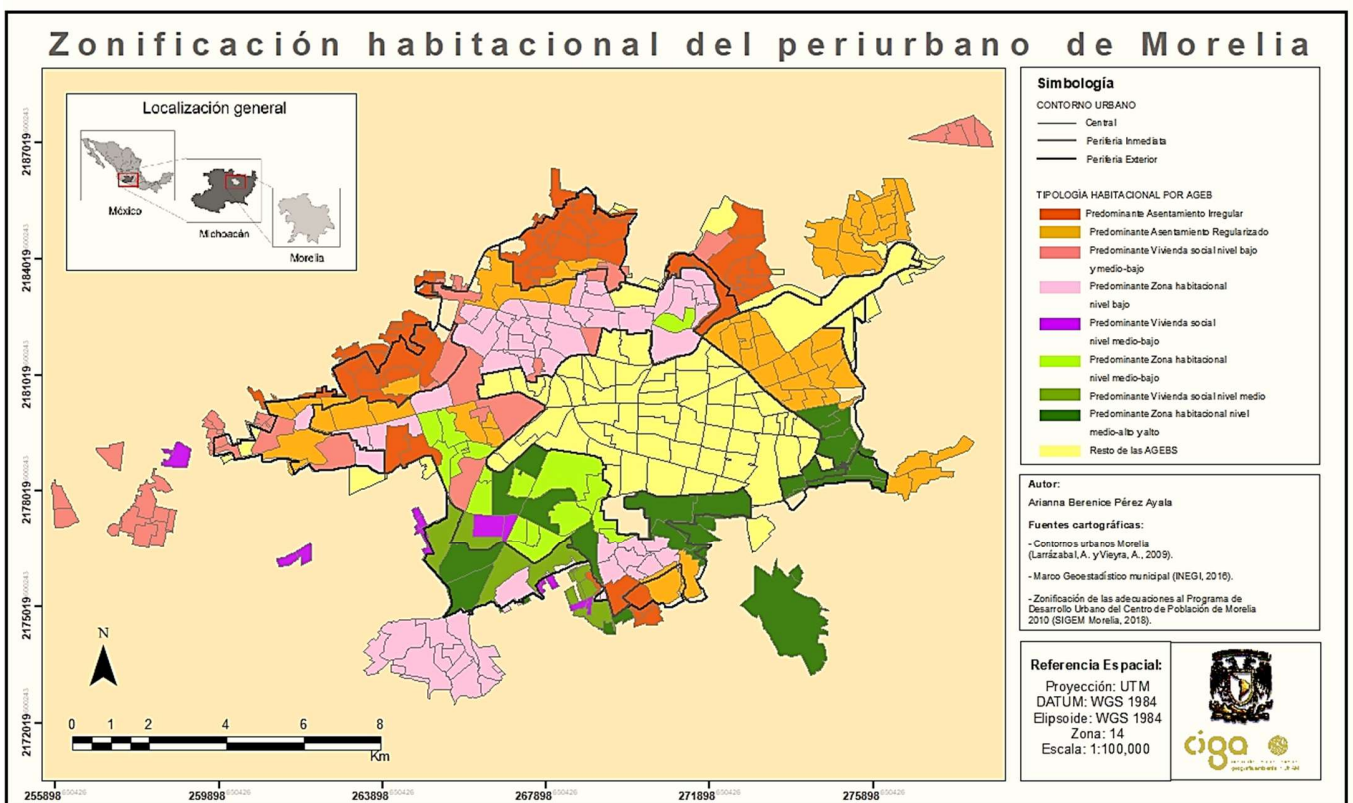 Zonificación habitacional del periurbano de Morelia
Localización general
México
Michoacán
Morelia
2187019
2184019
2181019
2178019
2175019
2172019
N
0 1 2 4 6 8
Km
255898 259898 263898 267898 271898 275898
Simbología
CONTORNO URBANO
Central
Periferia Inmediata
Periferia Exterior
TIPOLOGÍA HABITACIONAL POR AGEB
Predominante Asentamiento Irregular
Predominante Asentamiento Regularizado
Predominante Vivienda social nivel bajo
y medio-bajo
Predominante Zona habitacional
nivel bajo
Predominante Vivienda social
nivel medio-bajo
Predominante Zona habitacional
nivel medio-bajo
Predominante Vivienda social nivel medio
Predominante Zona habitacional nivel
medio-alto y alto
Resto de las AGEBS
Autor:
Arianna Berenice Pérez Ayala
Fuentes cartográficas:
- Contornos urbanos Morelia
(Larrázabal, A. y Vieyra, A., 2009).
- Marco Geoestadístico municipal (INEGI, 2016).
- Zonificación de las adecuaciones al Programa de
Desarrollo Urbano del Centro de Población de Morelia
2010 (SIGEM Morelia, 2018).
Referencia Espacial:
Proyección: UTM
DATUM: WGS 1984
Elipsoide: WGS 1984
Zona: 14
Escala: 1:100,000
ciga